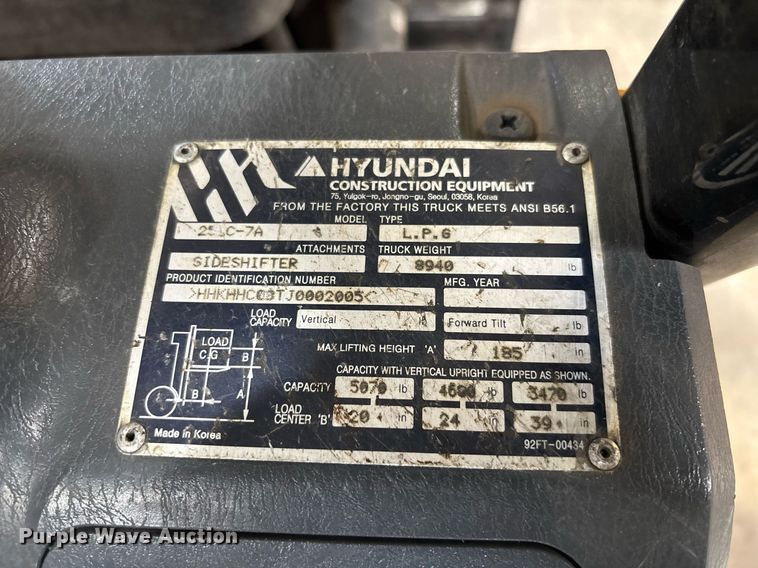 HYUNDAI
CONSTRUCTION EQUIPMENT
75, Yulgok-ro, Jongno-gu, Seoul, 03058, Korea
FROM THE FACTORY THIS TRUCK MEETS ANSI B56.1
MODEL TYPE
L.P.G
ATTACHMENTS TRUCK WEIGHT
SIDESHIFTER 8940 lb
PRODUCT IDENTIFICATION NUMBER MFG. YEAR
>HHKHHC03TJ0002005<
LOAD CAPACITY Vertical lb Forward Tilt lb
MAX LIFTING HEIGHT 'A' 185 in
CAPACITY WITH VERTICAL UPRIGHT EQUIPPED AS SHOWN.
CAPACITY 5070 lb lb 3470 lb
LOAD CENTER 'B' 20 in 24 in 39 in
LOAD
C G
B
B A
Made in Korea
92FT-00434
Purple Wave Auction